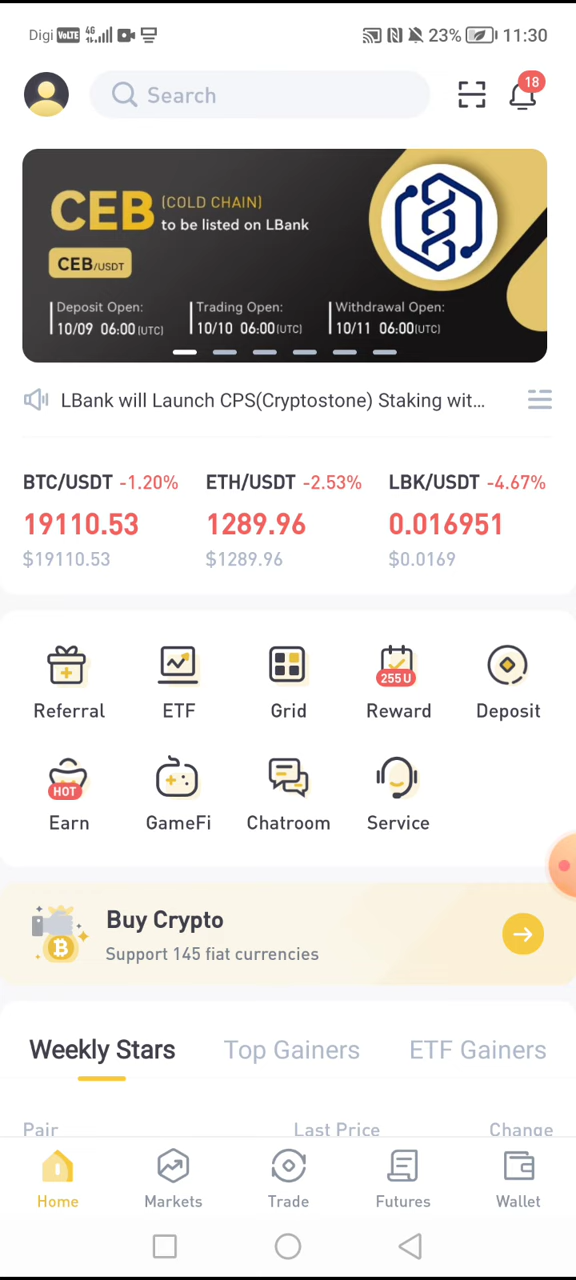 Digi VoLTE 4G 23% 11:30
Search
18
CEB (COLD CHAIN)
to be listed on LBank
CEB/USDT
Deposit Open: Trading Open: Withdrawal Open:
10/09 06:00(UTC) 10/10 06:00(UTC) 10/11 06:00(UTC)
LBank will Launch CPS(Cryptostone) Staking wit...
BTC/USDT -1.20% ETH/USDT -2.53% LBK/USDT -4.67%
19110.53 1289.96 0.016951
$19110.53 $1289.96 $0.0169
255 U
Referral ETF Grid Reward Deposit
HOT
Earn GameFi Chatroom Service
Buy Crypto
Support 145 fiat currencies
Weekly Stars Top Gainers ETF Gainers
Pair Last Price Change
Home Markets Trade Futures Wallet